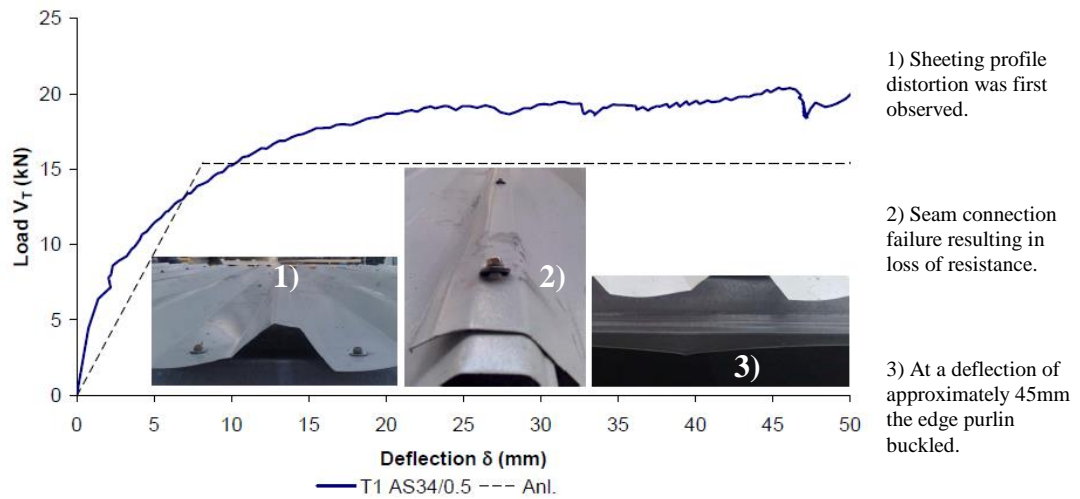 25
20
15
10
5
0
Load V_T (kN)
0 5 10 15 20 25 30 35 40 45 50
Deflection δ (mm)
T1 AS34/0.5 Anl.
1)
2)
3)
1) Sheeting profile
distortion was first
observed.
2) Seam connection
failure resulting in
loss of resistance.
3) At a deflection of
approximately 45mm
the edge purlin
buckled.